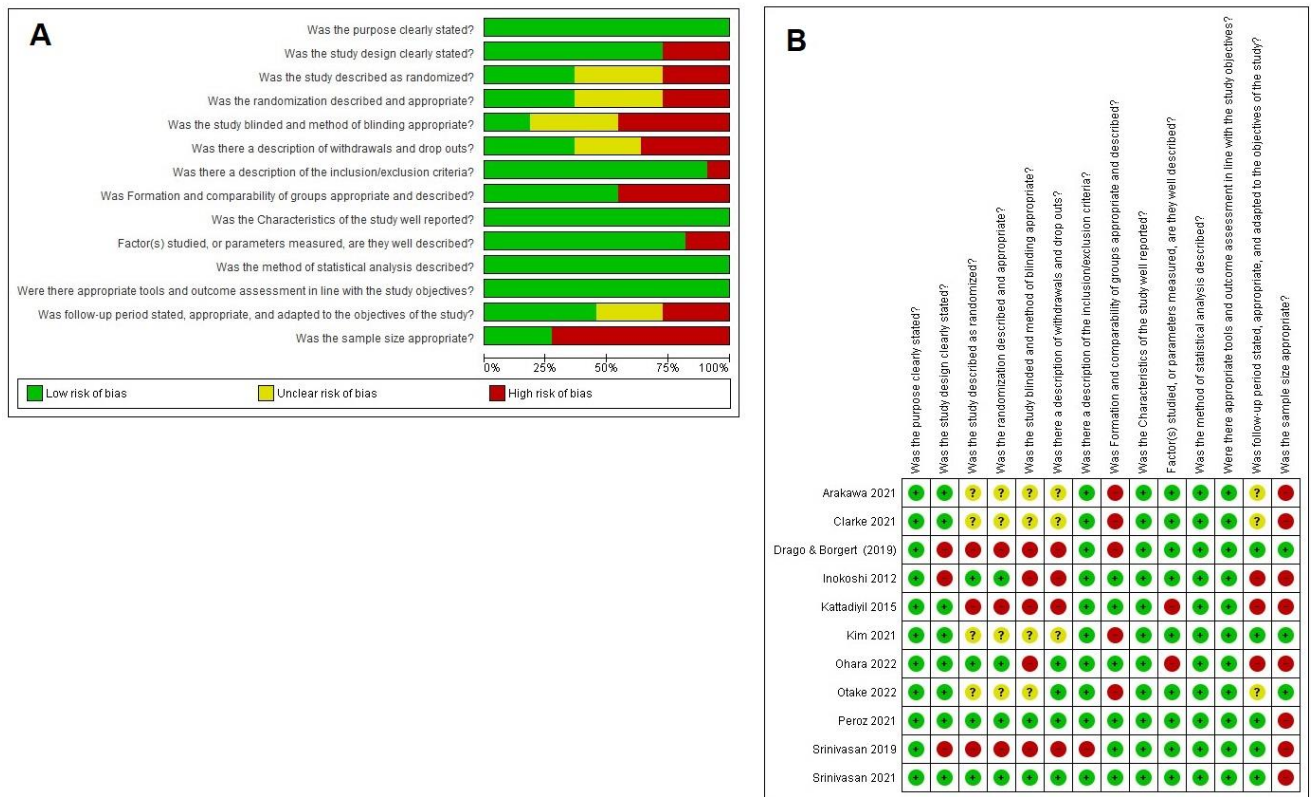 A
Was the purpose clearly stated?
Was the study design clearly stated?
Was the study described as randomized?
Was the randomization described and appropriate?
Was the study blinded and method of blinding appropriate?
Was there a description of withdrawals and drop outs?
Was there a description of the inclusion/exclusion criteria?
Was Formation and comparability of groups appropriate and described?
Was the Characteristics of the study well reported?
Factor(s) studied, or parameters measured, are they well described?
Was the method of statistical analysis described?
Were there appropriate tools and outcome assessment in line with the study objectives?
Was follow-up period stated, appropriate, and adapted to the objectives of the study?
Was the sample size appropriate?
0% 25% 50% 75% 100%
Low risk of bias Unclear risk of bias High risk of bias
B
Was the purpose clearly stated?
Was the study design clearly stated?
Was the study described as randomized?
Was the randomization described and appropriate?
Was the study blinded and method of blinding appropriate?
Was there a description of withdrawals and drop outs?
Was there a description of the inclusion/exclusion criteria?
Was Formation and comparability of groups appropriate and described?
Was the Characteristics of the study well reported?
Factor(s) studied, or parameters measured, are they well described?
Was the method of statistical analysis described?
Were there appropriate tools and outcome assessment in line with the study objectives?
Was follow-up period stated, appropriate, and adapted to the objectives of the study?
Was the sample size appropriate?
Arakawa 2021 + + ? ? ? ? + - + + + + ? -
Clarke 2021 + + ? ? ? ? + - + + + + ? -
Drago & Borgert (2019) + - - - - - + - + + + + + +
Inokoshi 2012 + - + + - - + + + + + + - -
Kattadiyil 2015 + + - - - - + + + - + + - -
Kim 2021 + + ? ? ? ? + - + + + + + +
Ohara 2022 + + + + - + + + + - + + - -
Otake 2022 + + ? ? ? + + - + + + + ? +
Peroz 2021 + + + + + + + + + + + + + -
Srinivasan 2019 + - - - - - - + + + + + + -
Srinivasan 2021 + + + + + + + + + + + + + -